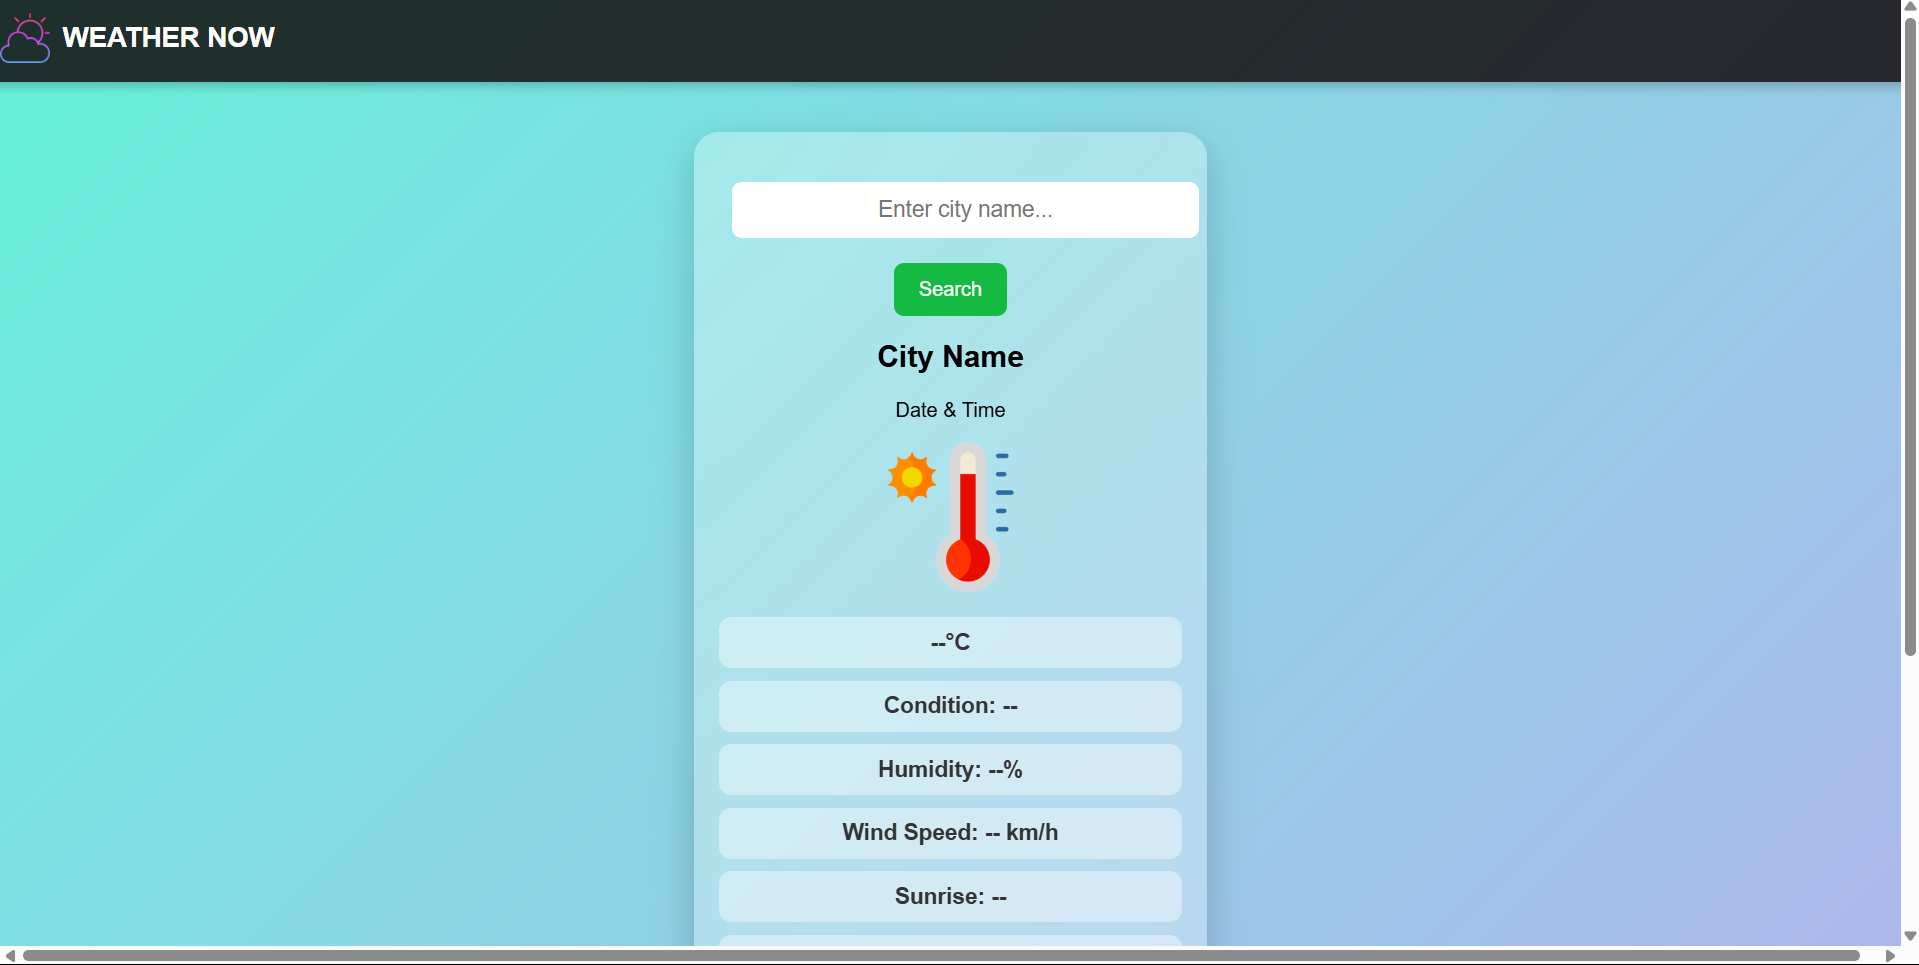 WEATHER NOW
Enter city name...
Search
City Name
Date & Time
--°C
Condition: --
Humidity: --%
Wind Speed: -- km/h
Sunrise: --